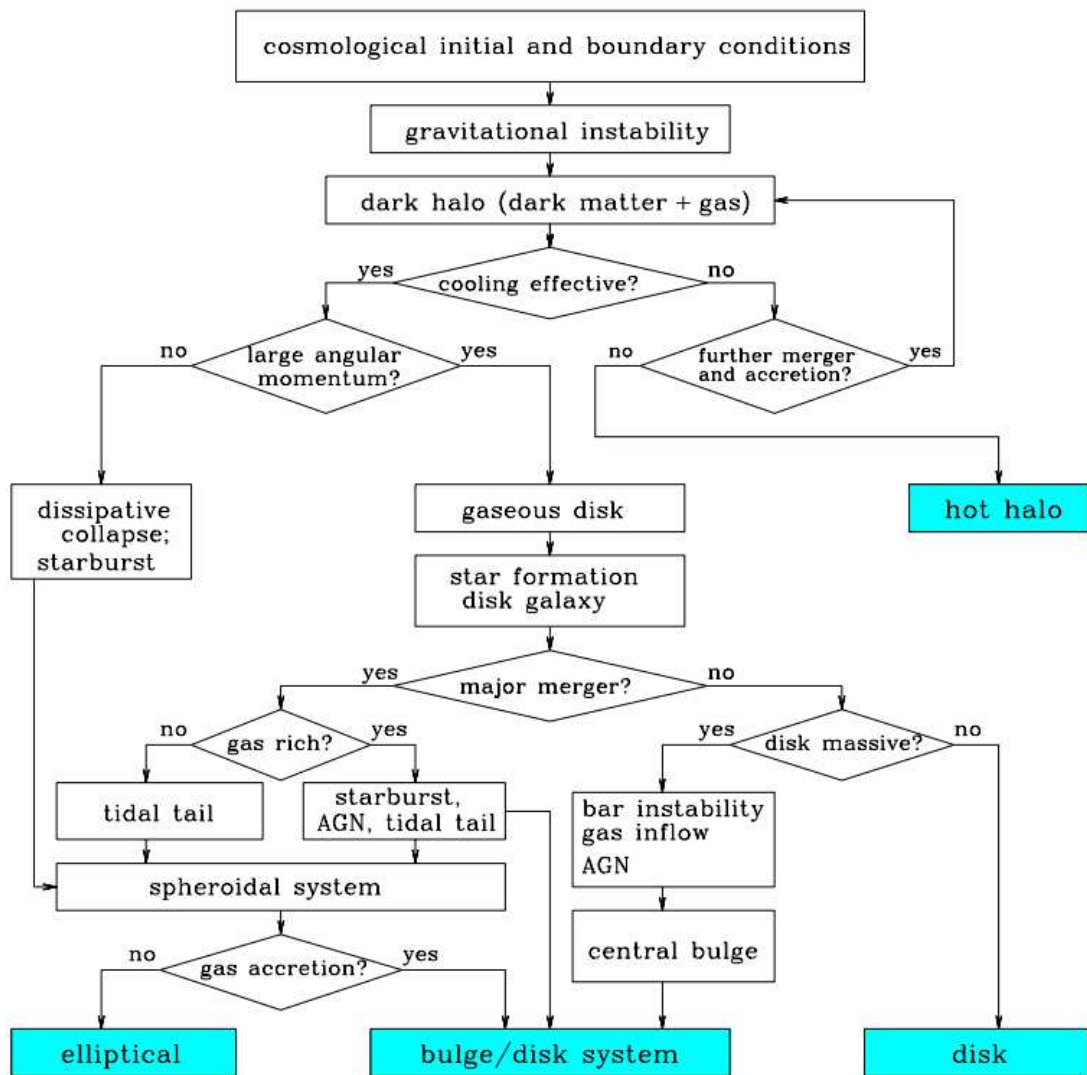 cosmological initial and boundary conditions
gravitational instability
dark halo (dark matter + gas)
yes
no
cooling effective?
no
large angular
momentum?
yes
no
further merger
and accretion?
yes
dissipative
collapse;
starburst
gaseous disk
hot halo
star formation
disk galaxy
yes
major merger?
no
no
gas rich?
yes
yes
disk massive?
no
tidal tail
starburst,
AGN, tidal tail
bar instability
gas inflow
AGN
spheroidal system
central bulge
no
gas accretion?
yes
elliptical
bulge/disk system
disk